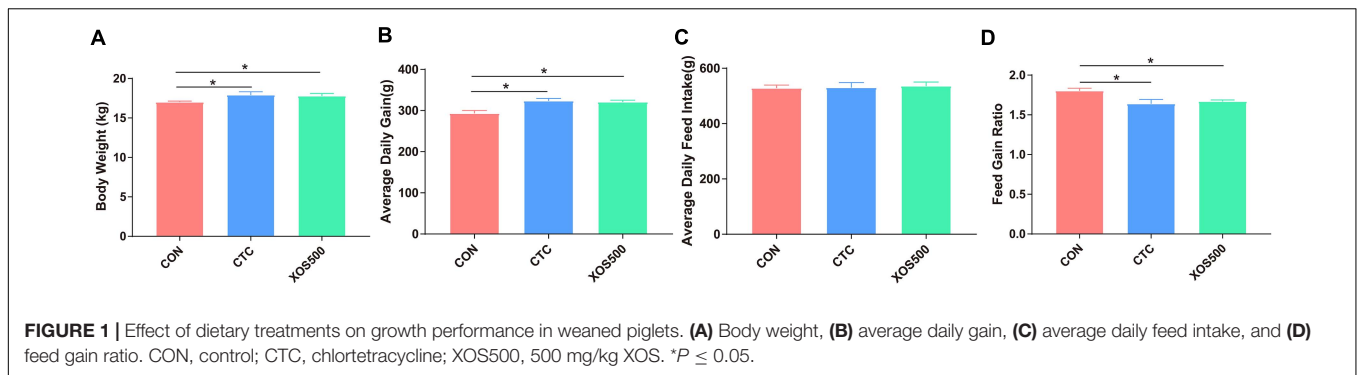 A
Body Weight (kg)
20
15
10
5
0
*
*
CON
CTC
XOS500
B
Average Daily Gain(g)
400
300
200
100
0
*
*
CON
CTC
XOS500
C
Average Daily Feed Intake(g)
600
400
200
0
CON
CTC
XOS500
D
Feed Gain Ratio
2.0
1.5
1.0
0.5
0.0
*
*
CON
CTC
XOS500
FIGURE 1 | Effect of dietary treatments on growth performance in weaned piglets. (A) Body weight, (B) average daily gain, (C) average daily feed intake, and (D)
feed gain ratio. CON, control; CTC, chlortetracycline; XOS500, 500 mg/kg XOS. *P ≤ 0.05.